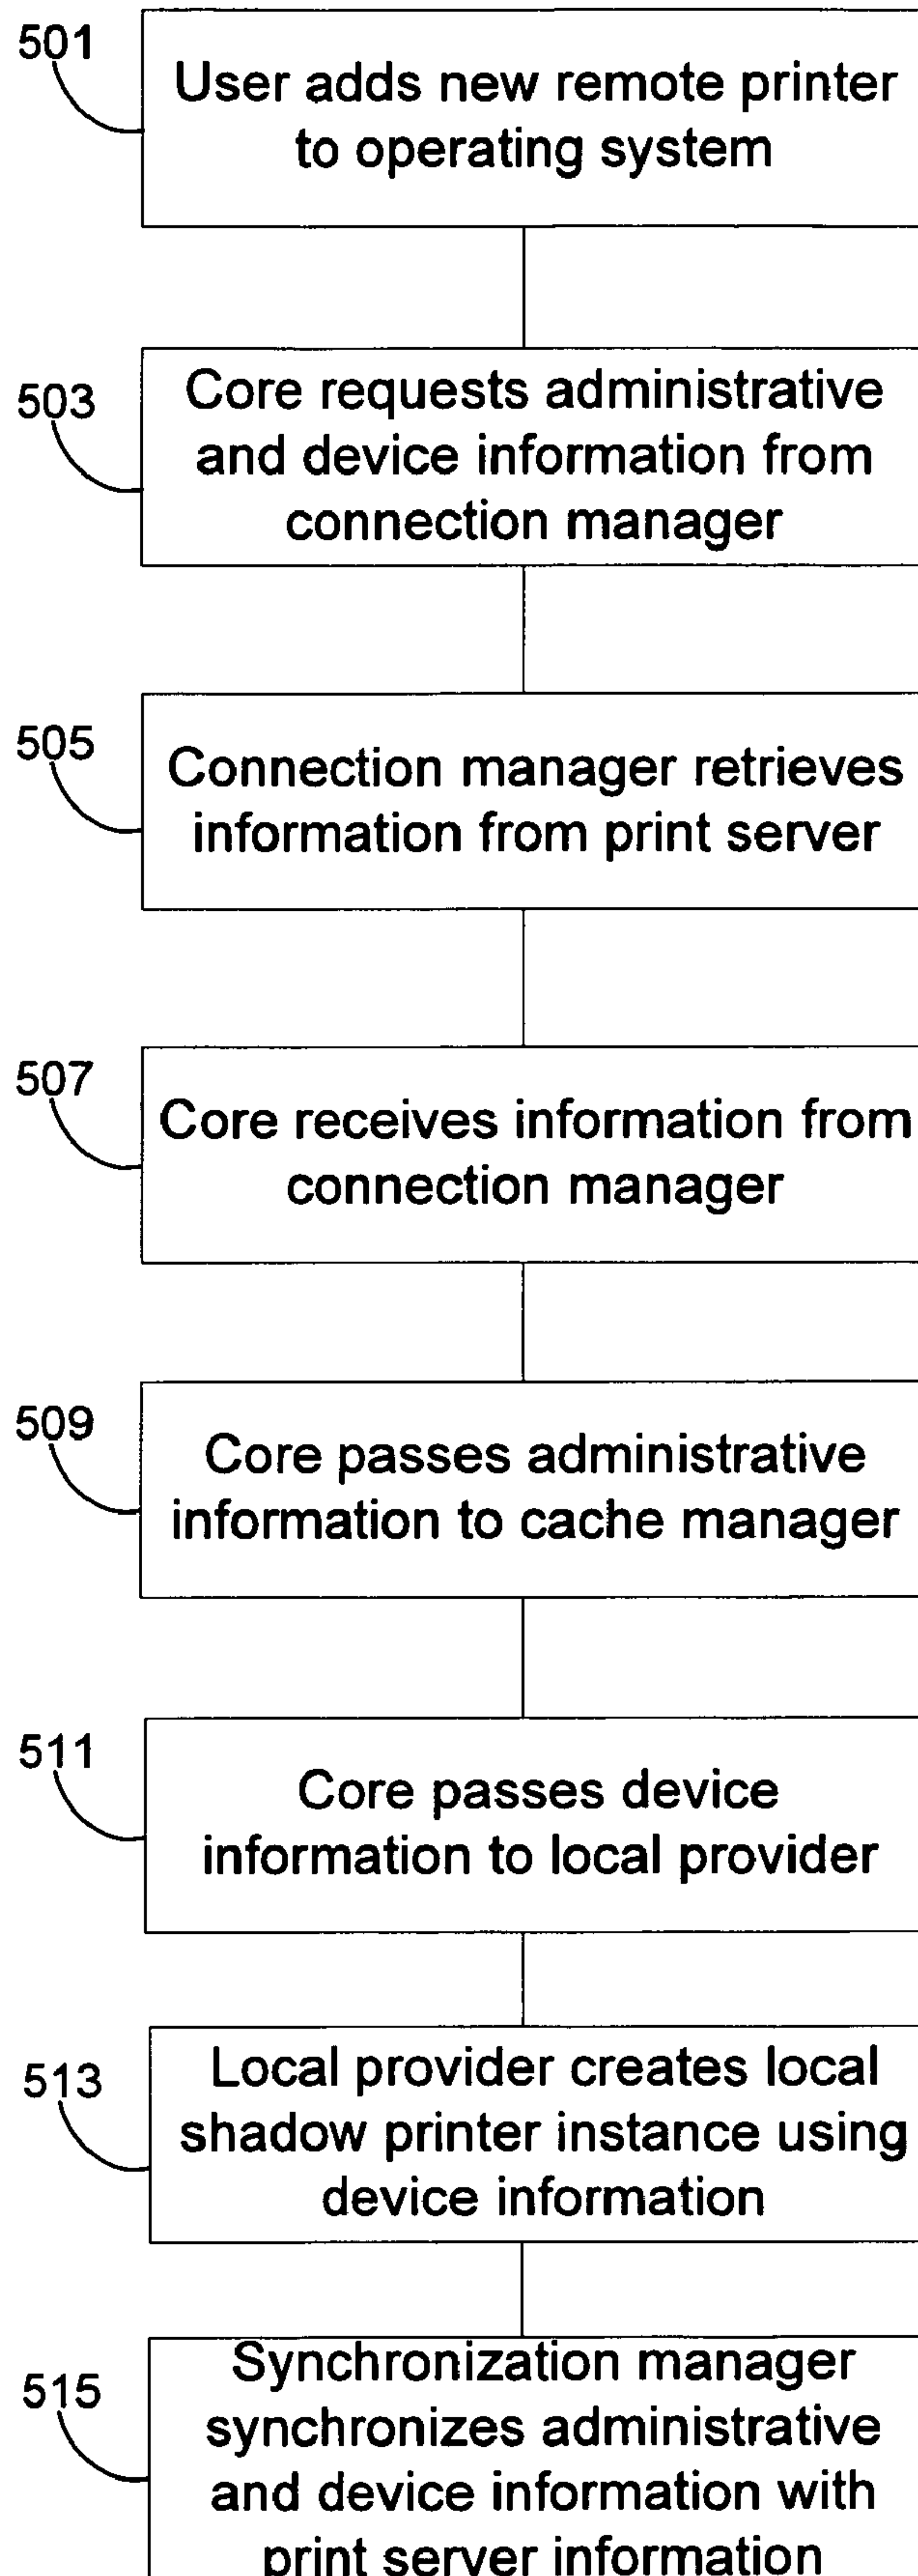 501
User adds new remote printer
to operating system
503
Core requests administrative
and device information from
connection manager
505
Connection manager retrieves
information from print server
507
Core receives information from
connection manager
509
Core passes administrative
information to cache manager
511
Core passes device
information to local provider
513
Local provider creates local
shadow printer instance using
device information
515
Synchronization manager
synchronizes administrative
and device information with
print server information